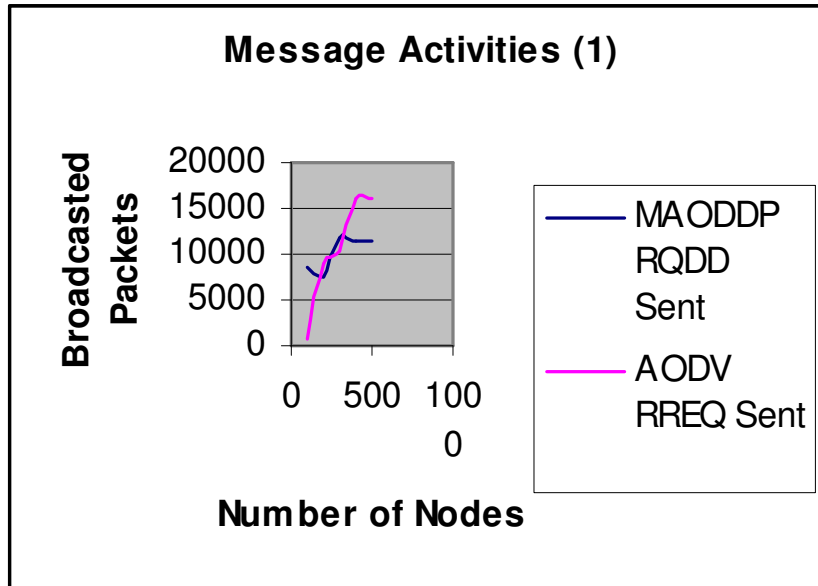 Message Activities (1)
Broadcasted
Packets
20000
15000
10000
5000
0
0 500 100
0
Number of Nodes
MAODDP
RQDD
Sent
AODV
RREQ Sent